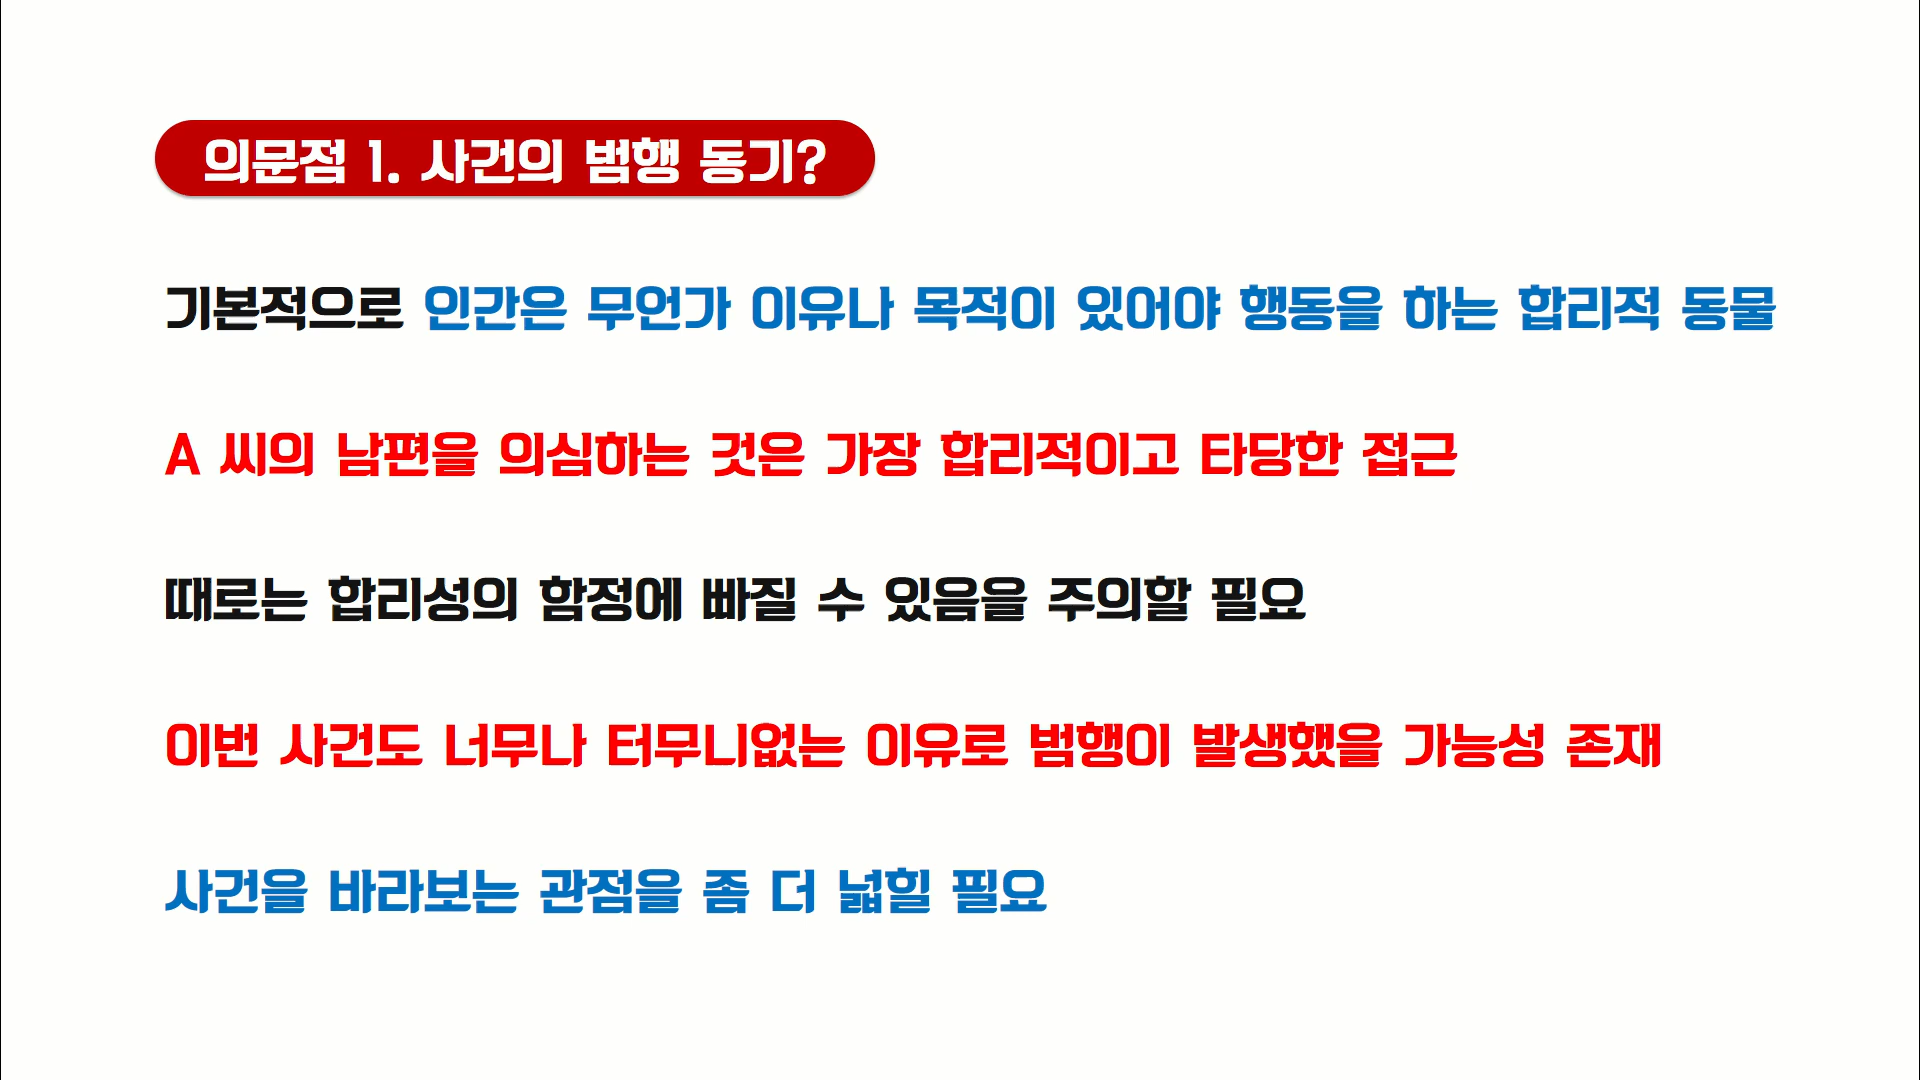 의문점 1. 사건의 범행 동기?
기본적으로 인간은 무언가 이유나 목적이 있어야 행동을 하는 합리적 동물
A 씨의 남편을 의심하는 것은 가장 합리적이고 타당한 접근
때로는 합리성의 함정에 빠질 수 있음을 주의할 필요
이번 사건도 너무나 터무니없는 이유로 범행이 발생했을 가능성 존재
사건을 바라보는 관점을 좀 더 넓힐 필요